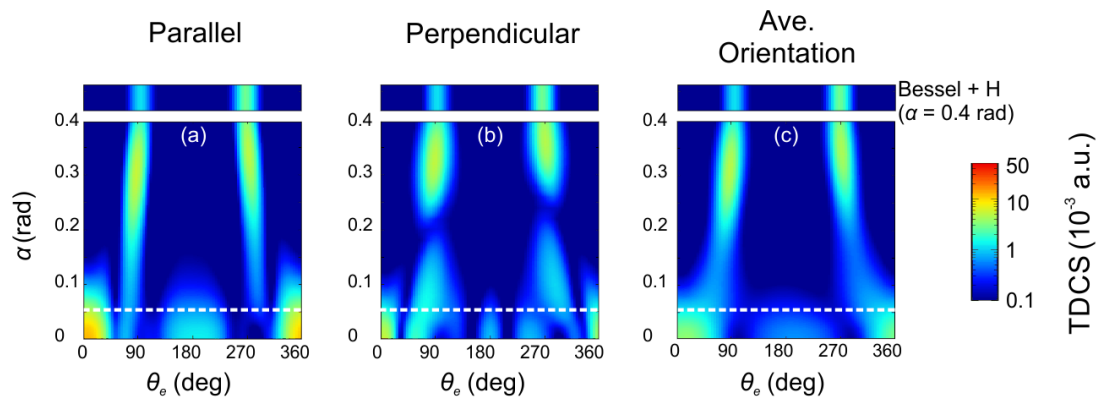 Parallel
Perpendicular
Ave.
Orientation
Bessel + H
(α = 0.4 rad)
(a)
(b)
(c)
0.4
0.3
0.2
0.1
0
α (rad)
0 90 180 270 360
0 90 180 270 360
0 90 180 270 360
θe (deg)
θe (deg)
θe (deg)
0.4
0.3
0.2
0.1
0
0.4
0.3
0.2
0.1
0
50
10
1
0.1
TDCS (10⁻³ a.u.)